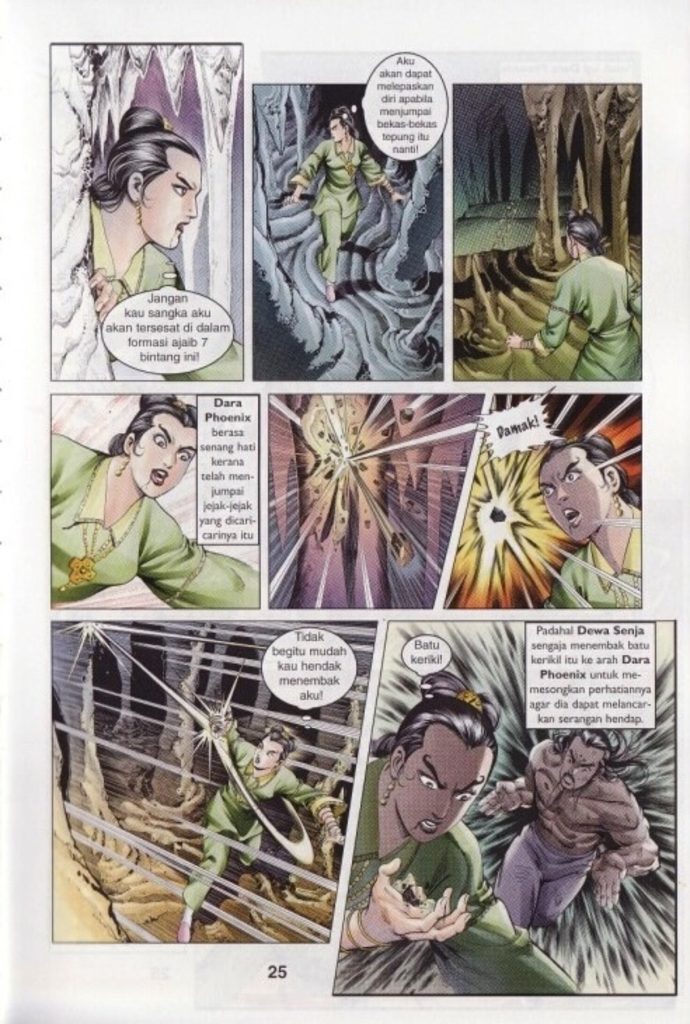 Jangan
kau sangka aku
akan tersesat di dalam
formasi ajaib 7
bintang ini!
Aku
akan dapat
melepaskan
diri apabila
menjumpai
bekas-bekas
tepung itu
nanti!
Dara
Phoenix
berasa
senang hati
kerana
telah men-
jumpai
jejak-jejak
yang dicari-
carinya itu
Damak!
Tidak
begitu mudah
kau hendak
menembak
aku!
Batu
kerikil!
Padahal Dewa Senja
sengaja menembak batu
kerikil itu ke arah Dara
Phoenix untuk me-
mesongkan perhatiannya
agar dia dapat melancar-
kan serangan hendap.
25